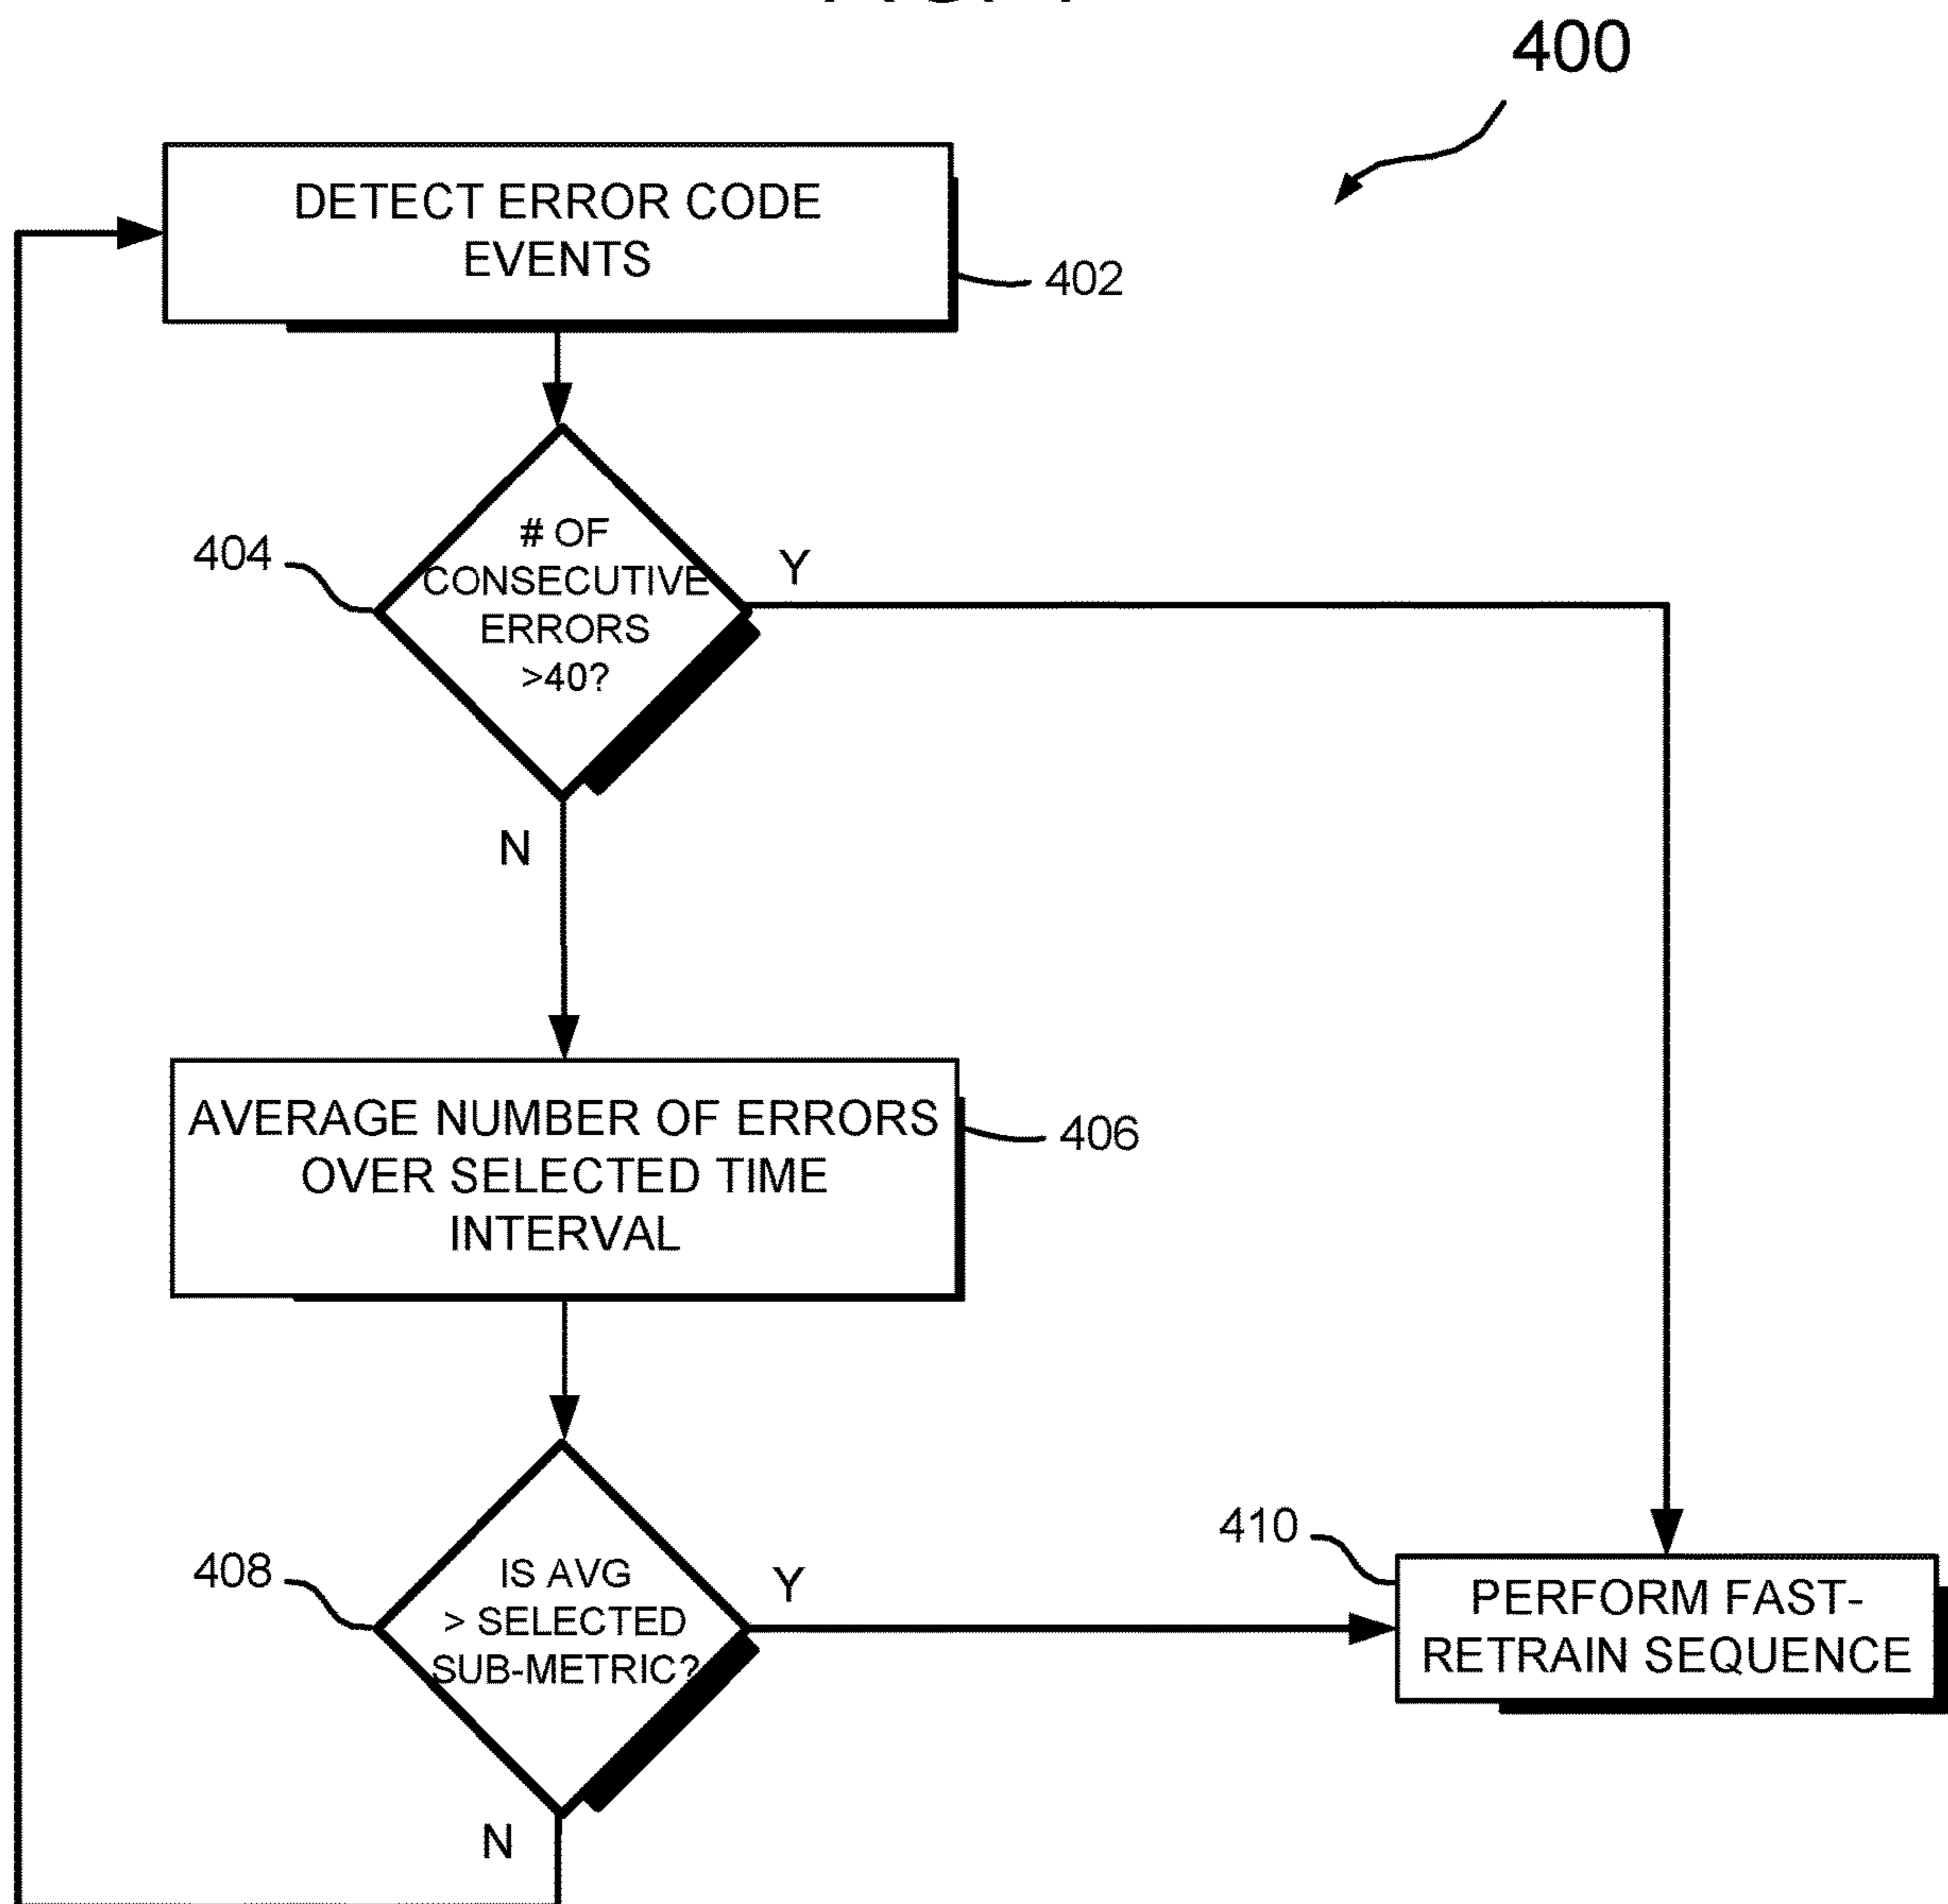 400
DETECT ERROR CODE
EVENTS
402
# OF
CONSECUTIVE
ERRORS
>40?
404
Y
N
AVERAGE NUMBER OF ERRORS
OVER SELECTED TIME
INTERVAL
406
IS AVG
> SELECTED
SUB-METRIC?
408
Y
410
PERFORM FAST-
RETRAIN SEQUENCE
N